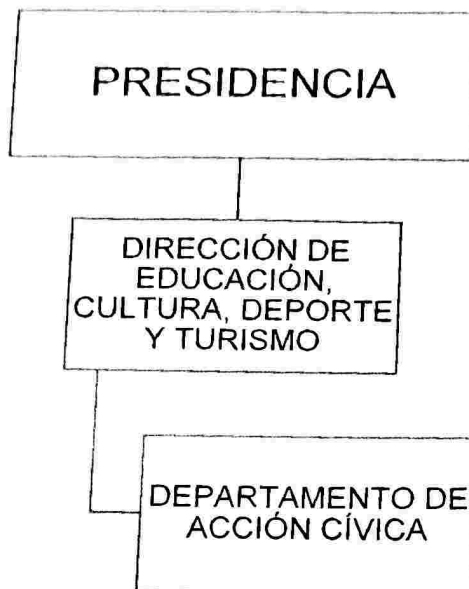 PRESIDENCIA
DIRECCIÓN DE
EDUCACIÓN,
CULTURA, DEPORTE
Y TURISMO
DEPARTAMENTO DE
ACCIÓN CÍVICA